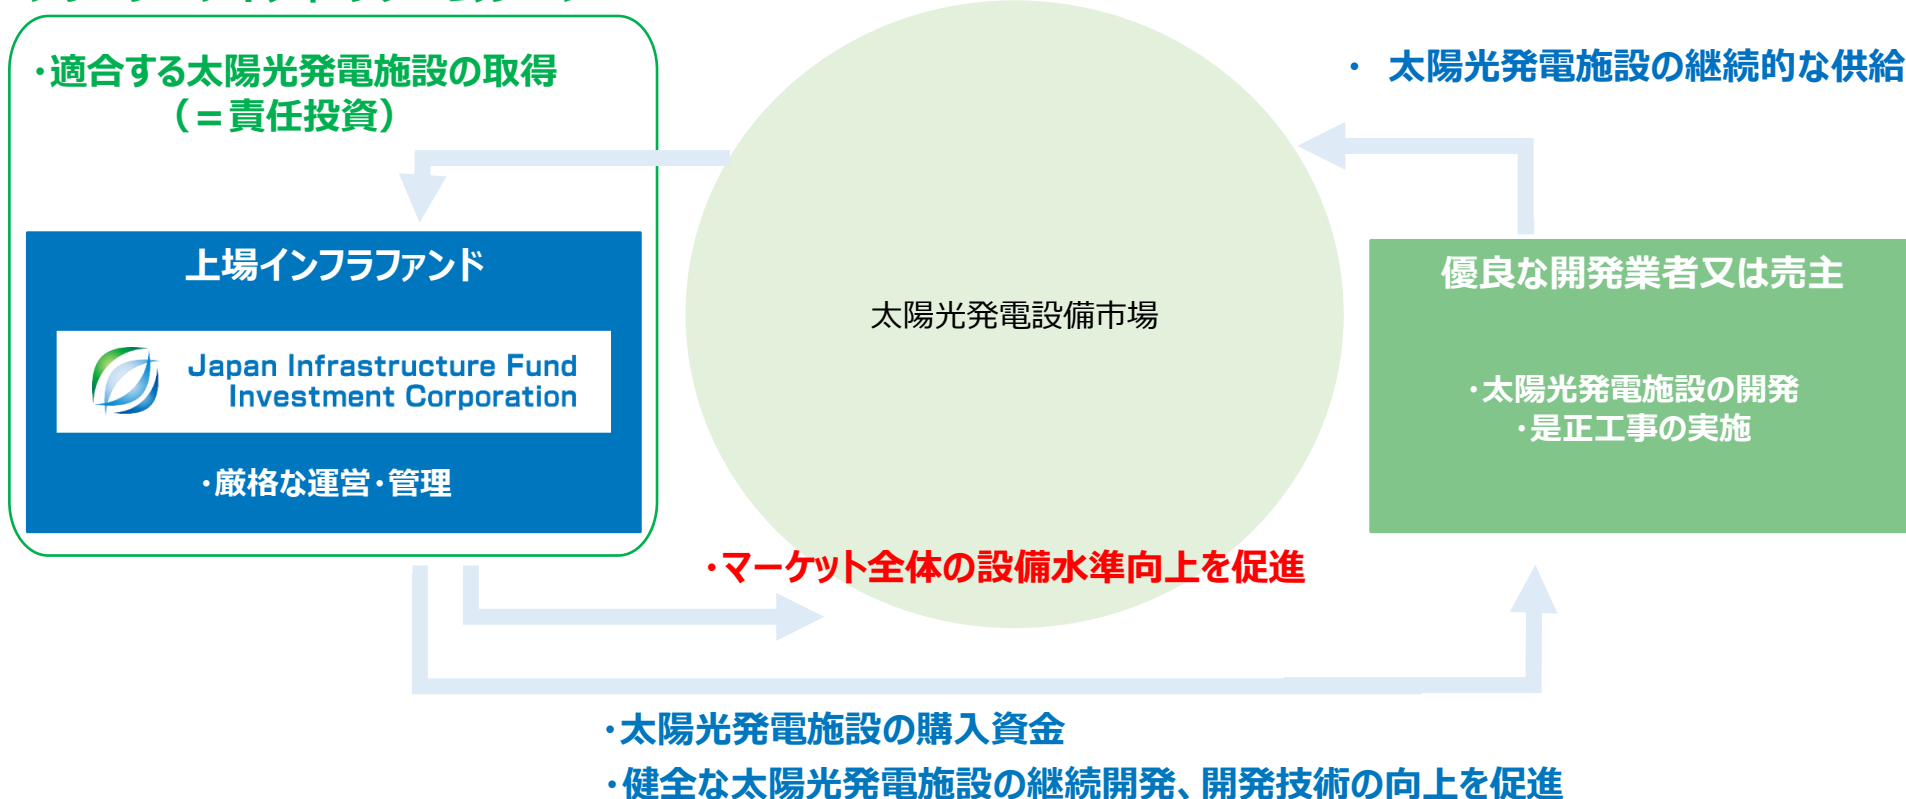 ・適合する太陽光発電施設の取得
（＝責任投資）
・ 太陽光発電施設の継続的な供給
上場インフラファンド
Japan Infrastructure Fund
Investment Corporation
・厳格な運営・管理
太陽光発電設備市場
優良な開発業者又は売主
・太陽光発電施設の開発
・是正工事の実施
・マーケット全体の設備水準向上を促進
・太陽光発電施設の購入資金
・健全な太陽光発電施設の継続開発、開発技術の向上を促進